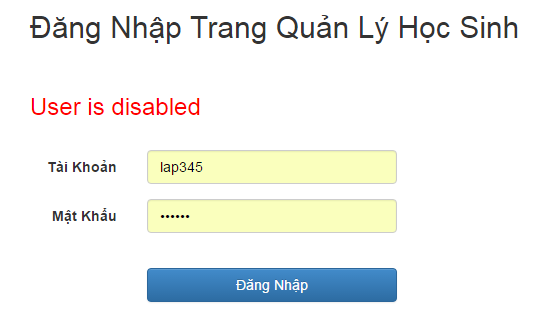 Đăng Nhập Trang Quản Lý Học Sinh
User is disabled
Tài Khoản lap345
Mật Khẩu ••••••
Đăng Nhập